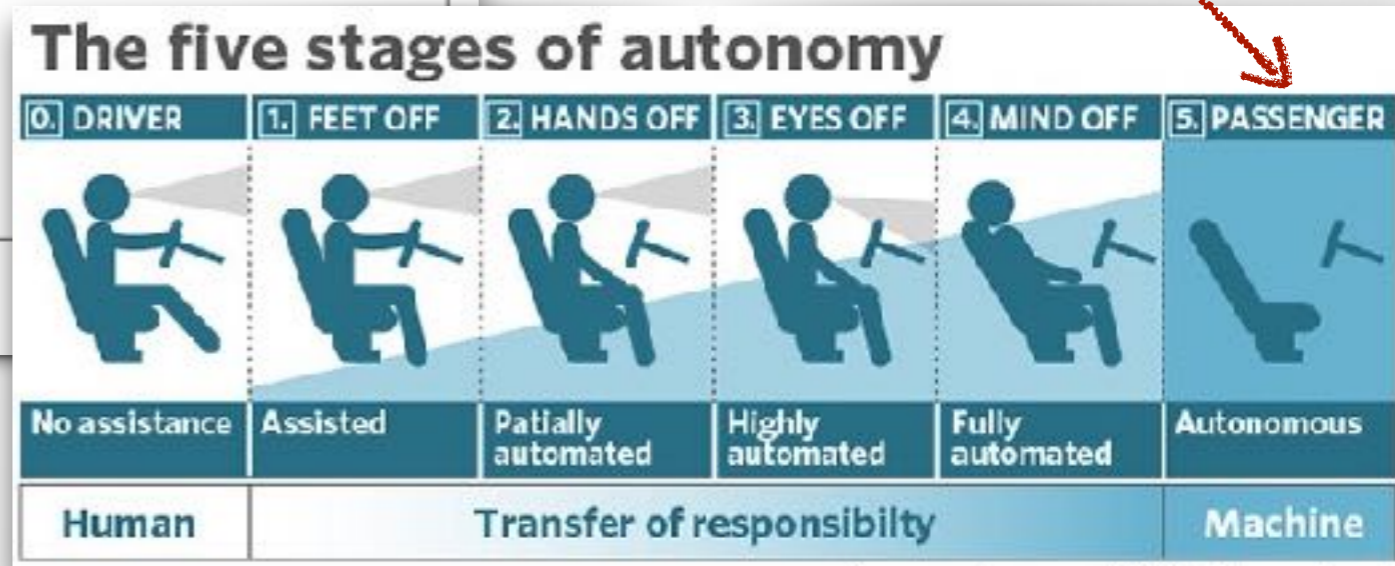 The five stages of autonomy
0. DRIVER
1. FEET OFF
2. HANDS OFF
3. EYES OFF
4. MIND OFF
5. PASSENGER
No assistance
Assisted
Patially
automated
Highly
automated
Fully
automated
Autonomous
Human
Transfer of responsibilty
Machine